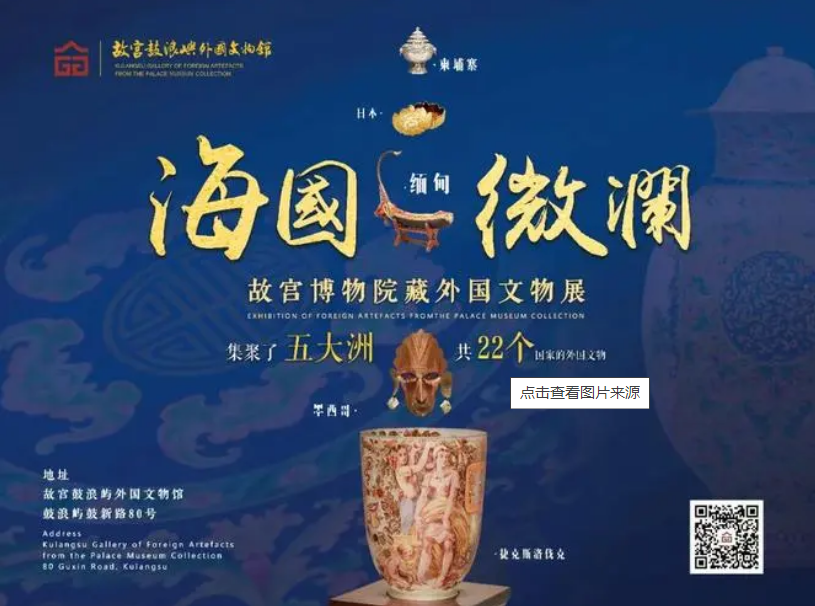 故宫鼓浪屿外国文物馆
KULANGSU GALLERY OF FOREIGN ARTEFACTS
FROM THE PALACE MUSEUM COLLECTION
·柬埔寨
日本·
·缅甸
海國微澜
故宫博物院藏外国文物展
EXHIBITION OF FOREIGN ARTEFACTS FROMTHE PALACE MUSEUM COLLECTION
集聚了五大洲 共22个国家的外国文物
点击查看图片来源
墨西哥·
地址
故宫鼓浪屿外国文物馆
鼓浪屿鼓新路80号
Address
Kulangsu Gallery of Foreign Artefacts
from the Palace Museum Collection
80 Guxin Road, Kulangsu
·捷克斯洛伐克